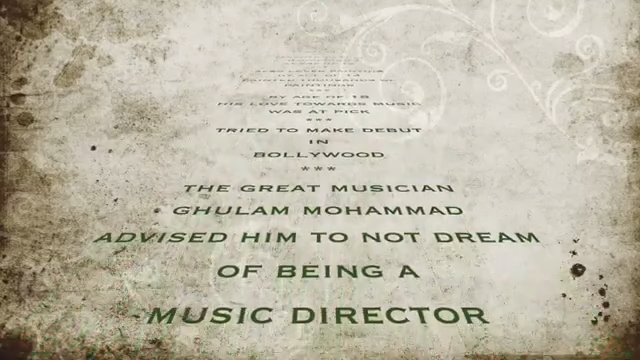 PAINTINGS
***
BY AGE OF 18
HIS LOVE TOWARDS MUSIC
WAS AT PICK
***
TRIED TO MAKE DEBUT
IN
BOLLYWOOD
***
THE GREAT MUSICIAN
GHULAM MOHAMMAD
ADVISED HIM TO NOT DREAM
OF BEING A
MUSIC DIRECTOR